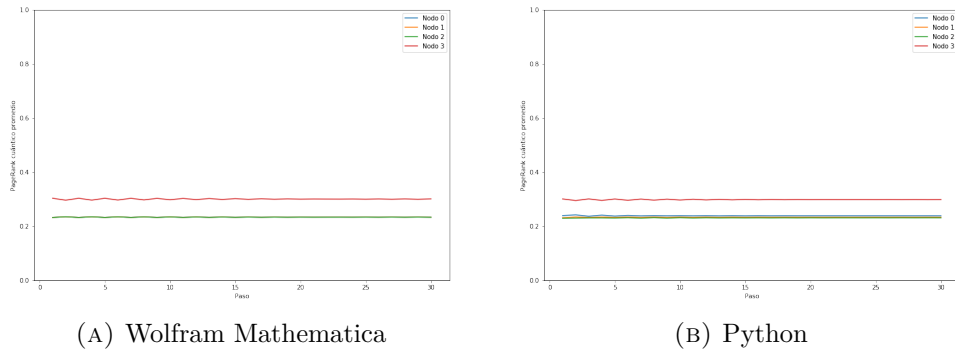 1.0
0.8
0.6
0.4
0.2
0.0
PageRank cuántico promedio
0 5 10 15 20 25 30
Paso
Nodo 0
Nodo 1
Nodo 2
Nodo 3
(A) Wolfram Mathematica
1.0
0.8
0.6
0.4
0.2
0.0
PageRank cuántico promedio
0 5 10 15 20 25 30
Paso
Nodo 0
Nodo 1
Nodo 2
Nodo 3
(B) Python